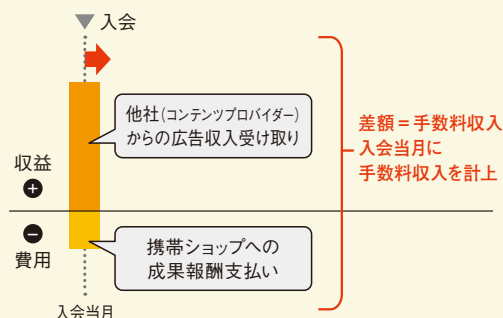 入会
他社(コンテンツプロバイダー)
からの広告収入受け取り
差額=手数料収入
入会当月に
手数料収入を計上
収益
+
−
費用
携帯ショップへの
成果報酬支払い
入会当月